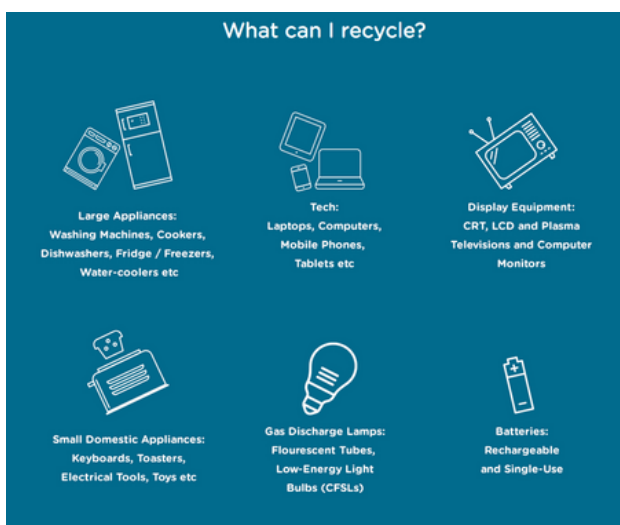 What can I recycle?
Large Appliances:
Washing Machines, Cookers,
Dishwashers, Fridge / Freezers,
Water-coolers etc
Tech:
Laptops, Computers,
Mobile Phones,
Tablets etc
Display Equipment:
CRT, LCD and Plasma
Televisions and Computer
Monitors
Small Domestic Appliances:
Keyboards, Toasters,
Electrical Tools, Toys etc
Gas Discharge Lamps:
Flourescent Tubes,
Low-Energy Light
Bulbs (CFSLs)
Batteries:
Rechargeable
and Single-Use